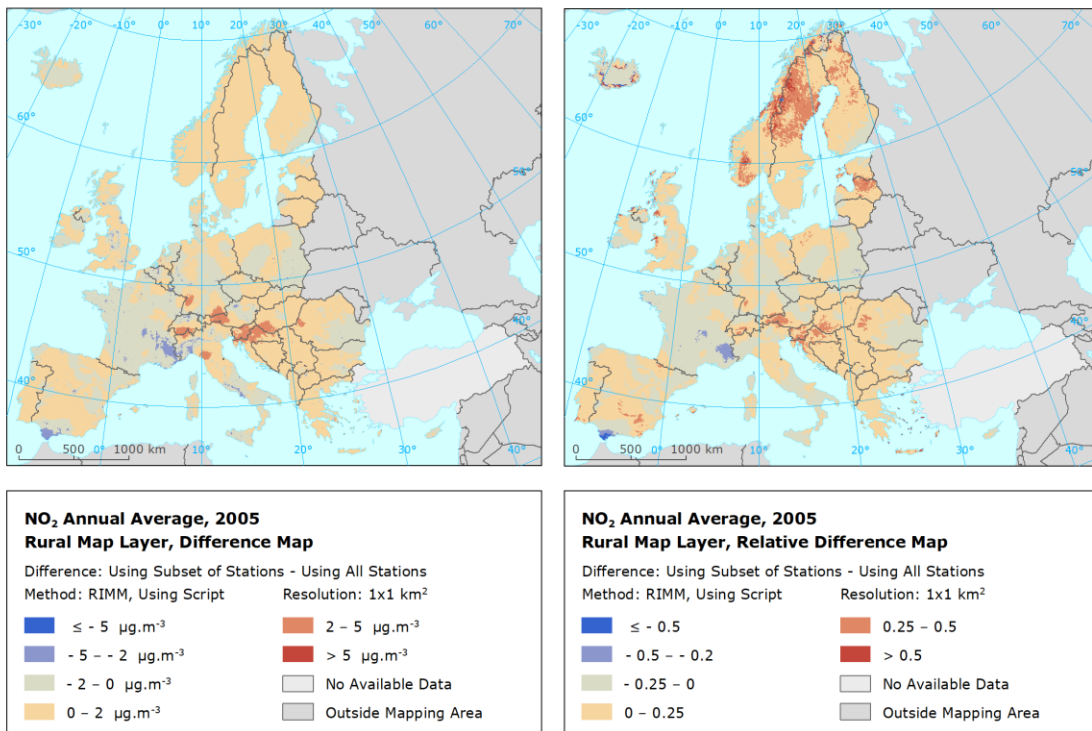 -30° -20° -10° 0° 10° 20° 30° 40° 50° 60° 70°
60°
50°
40°
60°
50°
40°
0 500 1000 km
0° 10° 20° 30° 40°
-30° -20° -10° 0° 10° 20° 30° 40° 50° 60° 70°
60°
50°
40°
60°
50°
40°
0 500 1000 km
0° 10° 20° 30° 40°
NO₂ Annual Average, 2005
Rural Map Layer, Difference Map
Difference: Using Subset of Stations - Using All Stations
Method: RIMM, Using Script Resolution: 1x1 km²
≤ - 5 µg.m⁻³ 2 – 5 µg.m⁻³
- 5 – - 2 µg.m⁻³ > 5 µg.m⁻³
- 2 – 0 µg.m⁻³ No Available Data
0 – 2 µg.m⁻³ Outside Mapping Area
NO₂ Annual Average, 2005
Rural Map Layer, Relative Difference Map
Difference: Using Subset of Stations - Using All Stations
Method: RIMM, Using Script Resolution: 1x1 km²
≤ - 0.5 0.25 – 0.5
- 0.5 – - 0.2 > 0.5
- 0.25 – 0 No Available Data
0 – 0.25 Outside Mapping Area